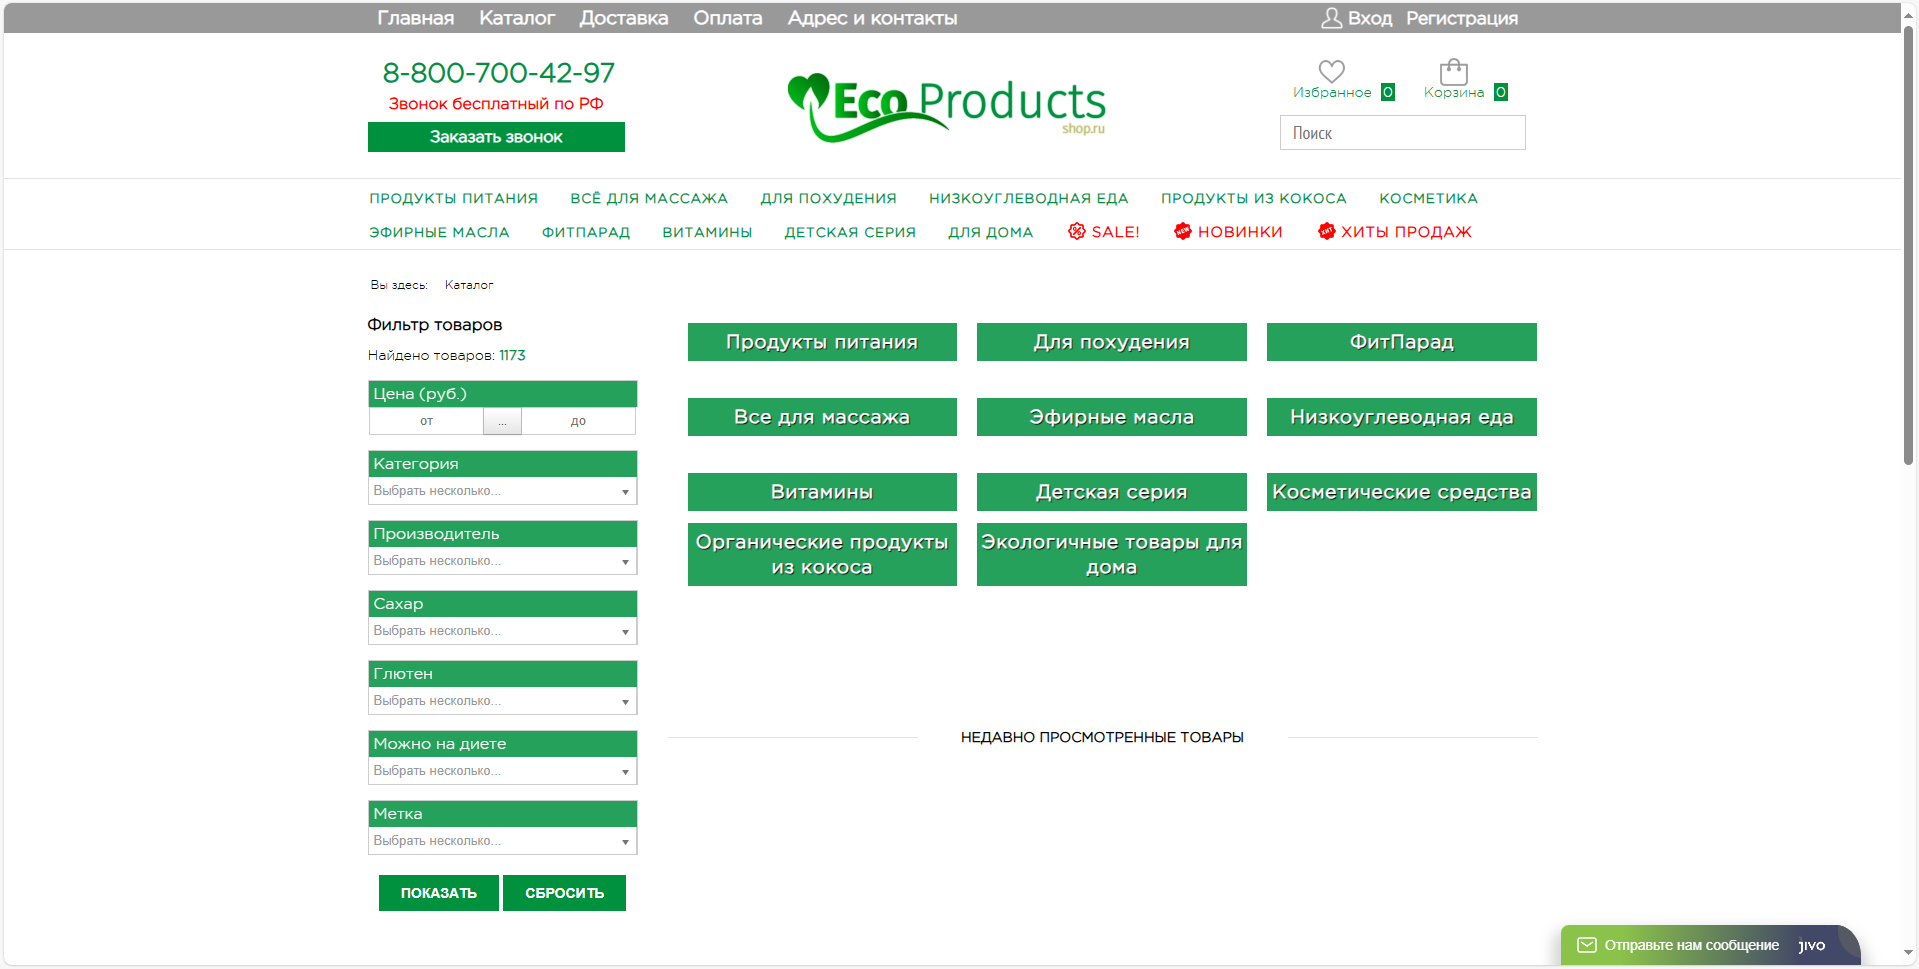 Главная Каталог Доставка Оплата Адрес и контакты Вход Регистрация
8-800-700-42-97
Звонок бесплатный по РФ
Заказать звонок
Eco Products
shop.ru
Избранное 0 Корзина 0
Поиск
ПРОДУКТЫ ПИТАНИЯ ВСЁ ДЛЯ МАССАЖА ДЛЯ ПОХУДЕНИЯ НИЗКОУГЛЕВОДНАЯ ЕДА ПРОДУКТЫ ИЗ КОКОСА КОСМЕТИКА
ЭФИРНЫЕ МАСЛА ФИТПАРАД ВИТАМИНЫ ДЕТСКАЯ СЕРИЯ ДЛЯ ДОМА % SALE! NEW НОВИНКИ ХИТ ХИТЫ ПРОДАЖ
Вы здесь: Каталог
Фильтр товаров
Найдено товаров: 1173
Цена (руб.)
от ... до
Категория
Выбрать несколько...
Производитель
Выбрать несколько...
Сахар
Выбрать несколько...
Глютен
Выбрать несколько...
Можно на диете
Выбрать несколько...
Метка
Выбрать несколько...
ПОКАЗАТЬ СБРОСИТЬ
Продукты питания Для похудения ФитПарад
Все для массажа Эфирные масла Низкоуглеводная еда
Витамины Детская серия Косметические средства
Органические продукты
из кокоса
Экологичные товары для
дома
НЕДАВНО ПРОСМОТРЕННЫЕ ТОВАРЫ
Отправьте нам сообщение jivo